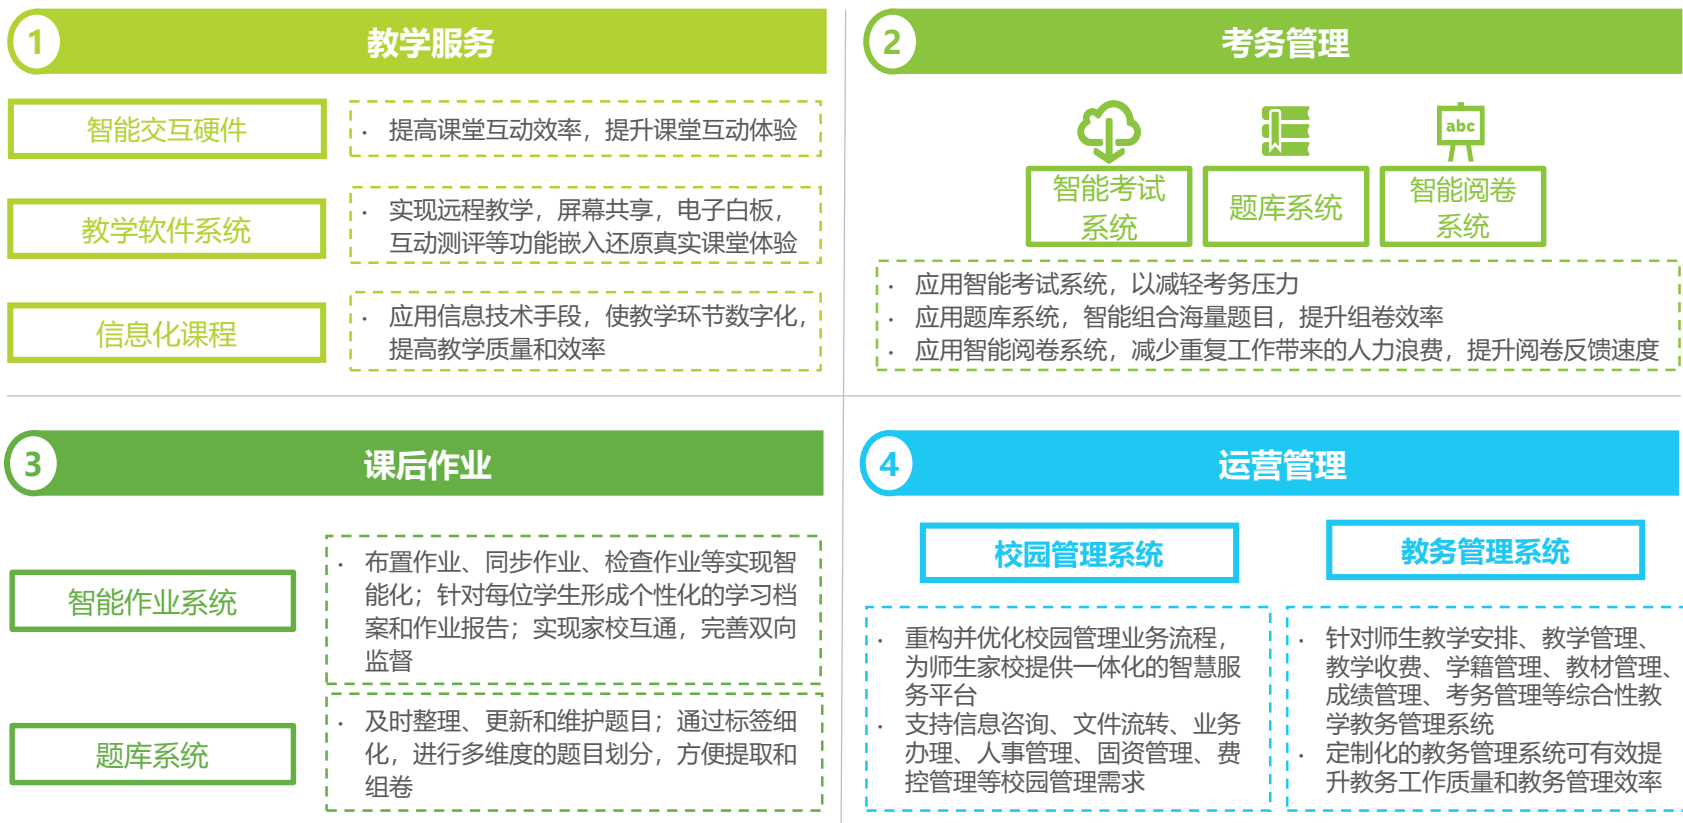 1
教学服务
智能交互硬件
· 提高课堂互动效率，提升课堂互动体验
教学软件系统
· 实现远程教学，屏幕共享，电子白板，
互动测评等功能嵌入还原真实课堂体验
信息化课程
· 应用信息技术手段，使教学环节数字化，
提高教学质量和效率
2
考务管理
abc
智能考试
系统
题库系统
智能阅卷
系统
· 应用智能考试系统，以减轻考务压力
· 应用题库系统，智能组合海量题目，提升组卷效率
· 应用智能阅卷系统，减少重复工作带来的人力浪费，提升阅卷反馈速度
3
课后作业
智能作业系统
· 布置作业、同步作业、检查作业等实现智
能化；针对每位学生形成个性化的学习档
案和作业报告；实现家校互通，完善双向
监督
题库系统
· 及时整理、更新和维护题目；通过标签细
化，进行多维度的题目划分，方便提取和
组卷
4
运营管理
校园管理系统
· 重构并优化校园管理业务流程，
为师生家校提供一体化的智慧服
务平台
· 支持信息咨询、文件流转、业务
办理、人事管理、固资管理、费
控管理等校园管理需求
教务管理系统
· 针对师生教学安排、教学管理、
教学收费、学籍管理、教材管理、
成绩管理、考务管理等综合性教
学教务管理系统
· 定制化的教务管理系统可有效提
升教务工作质量和教务管理效率